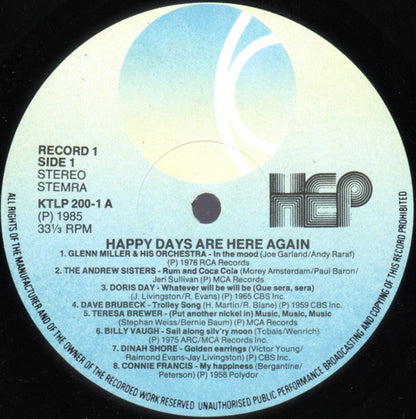 RECORD 1
SIDE 1
STEREO
STEMRA
KTLP 200-1 A
(P) 1985
33⅓ RPM
HEP
HAPPY DAYS ARE HERE AGAIN
1. GLENN MILLER & HIS ORCHESTRA - In the mood (Joe Garland/Andy Raraf)
(P) 1976 RCA Records
2. THE ANDREW SISTERS - Rum and Coca Cola (Morey Amsterdam/Paul Baron/
Jeri Sullivan (P) MCA Records
3. DORIS DAY - Whatever will be will be (Que sera, sera)
(J. Livingston/R. Evans) (P) 1965 CBS Inc.
4. DAVE BRUBECK - Trolley Song (H. Martin/R. Blane) (P) 1959 CBS Inc.
5. TERESA BREWER - (Put another nickel in) Music, Music, Music
(Stephan Weiss/Bernie Baum) (P) MCA Records
6. BILLY VAUGH - Sail along silv'ry moon (Tobais/Wenrich)
(P) 1975 ARC/MCA Records Inc.
7. DINAH SHORE - Golden earrings (Victor Young/
Raimond Evans-Jay Livingston) (P) CBS Inc.
8. CONNIE FRANCIS - My happiness (Bergantine/
Peterson) (P) 1958 Polydor
ALL RIGHTS OF THE MANUFACTURER AND OF THE OWNER OF THE RECORDED WORK RESERVED UNAUTHORISED PUBLIC PERFORMANCE BROADCASTING AND COPYING OF THIS RECORD PROHIBITED